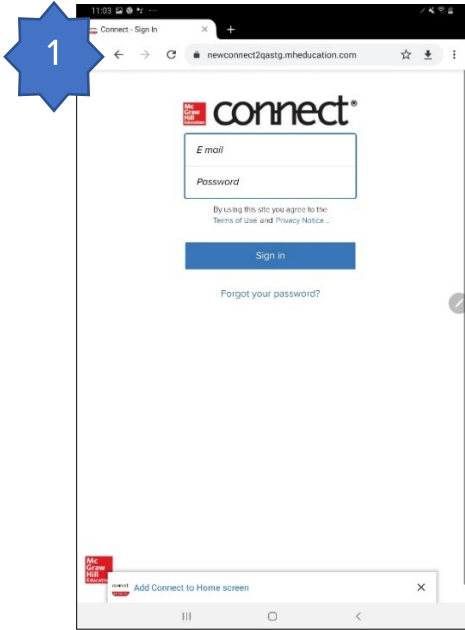 1
11:03
Connect - Sign In
newconnect2qastg.mheducation.com
Mc
Graw
Hill
Education
connect®
E mail
Password
By using this site you agree to the
Terms of Use and Privacy Notice .
Sign in
Forgot your password?
Mc
Graw
Hill
Education
connect
Add Connect to Home screen